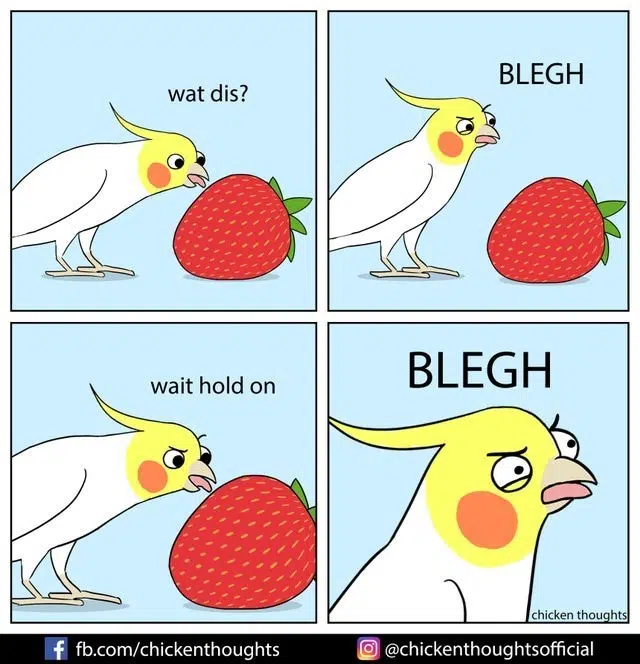 wat dis?
BLEGH
wait hold on
BLEGH
chicken thoughts
f fb.com/chickenthoughts
@chickenthoughtsofficial